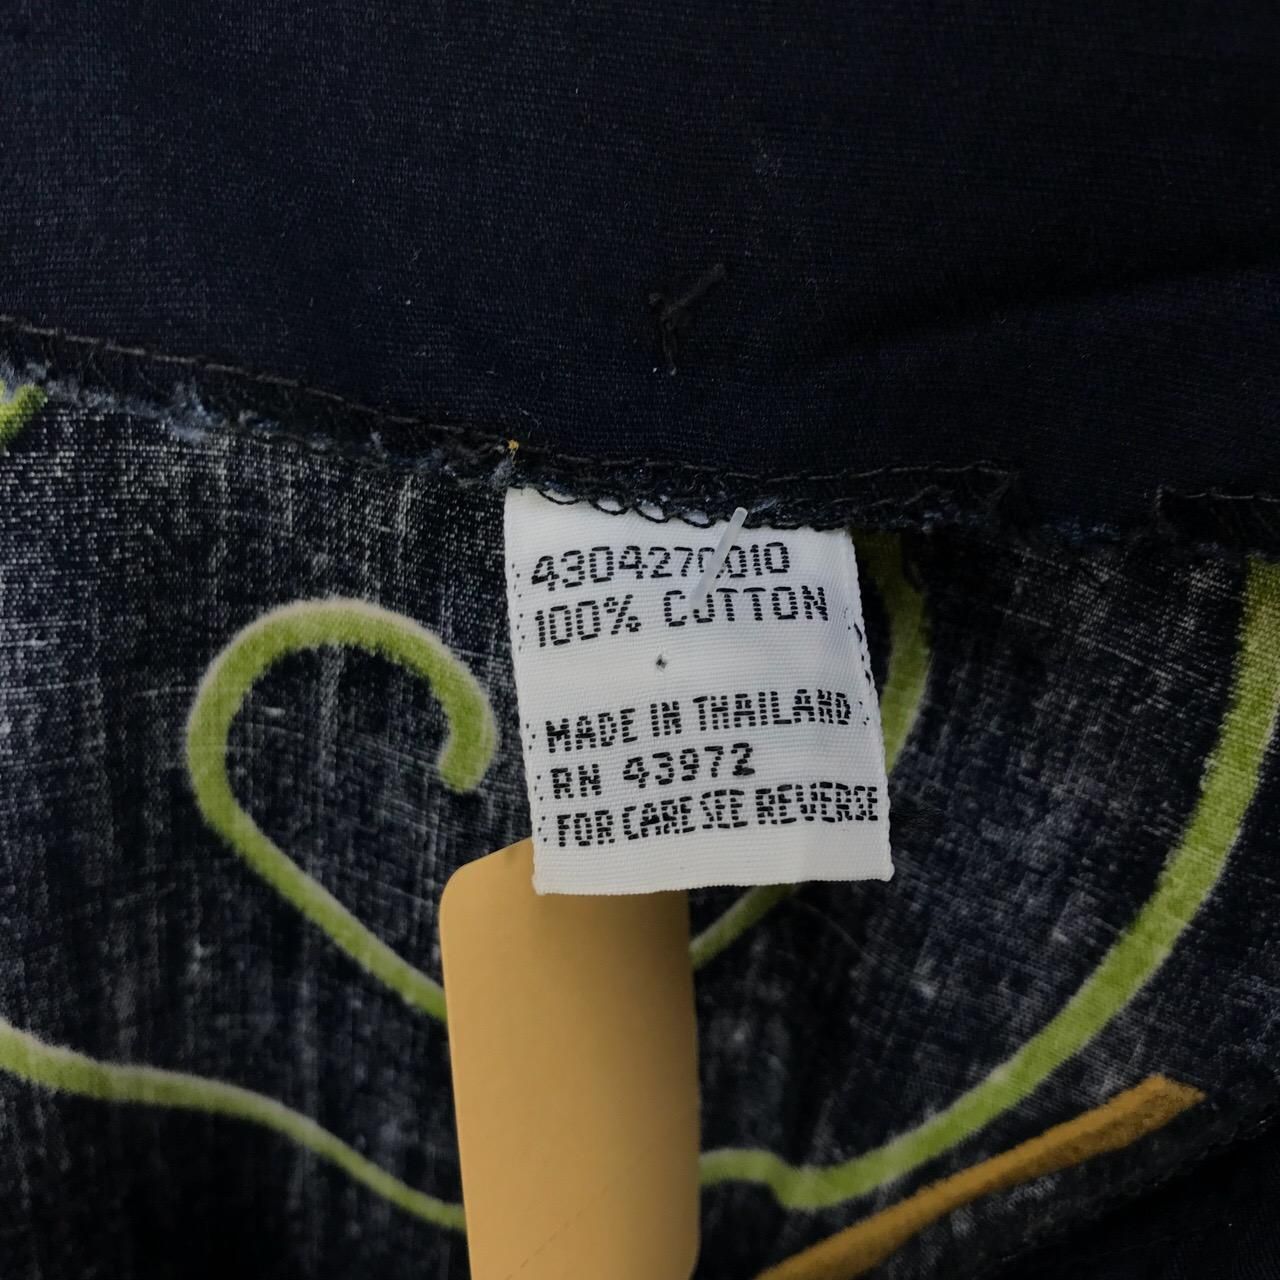 4304270010
100% COTTON
MADE IN THAILAND
RN 43972
FOR CARE SEE REVERSE